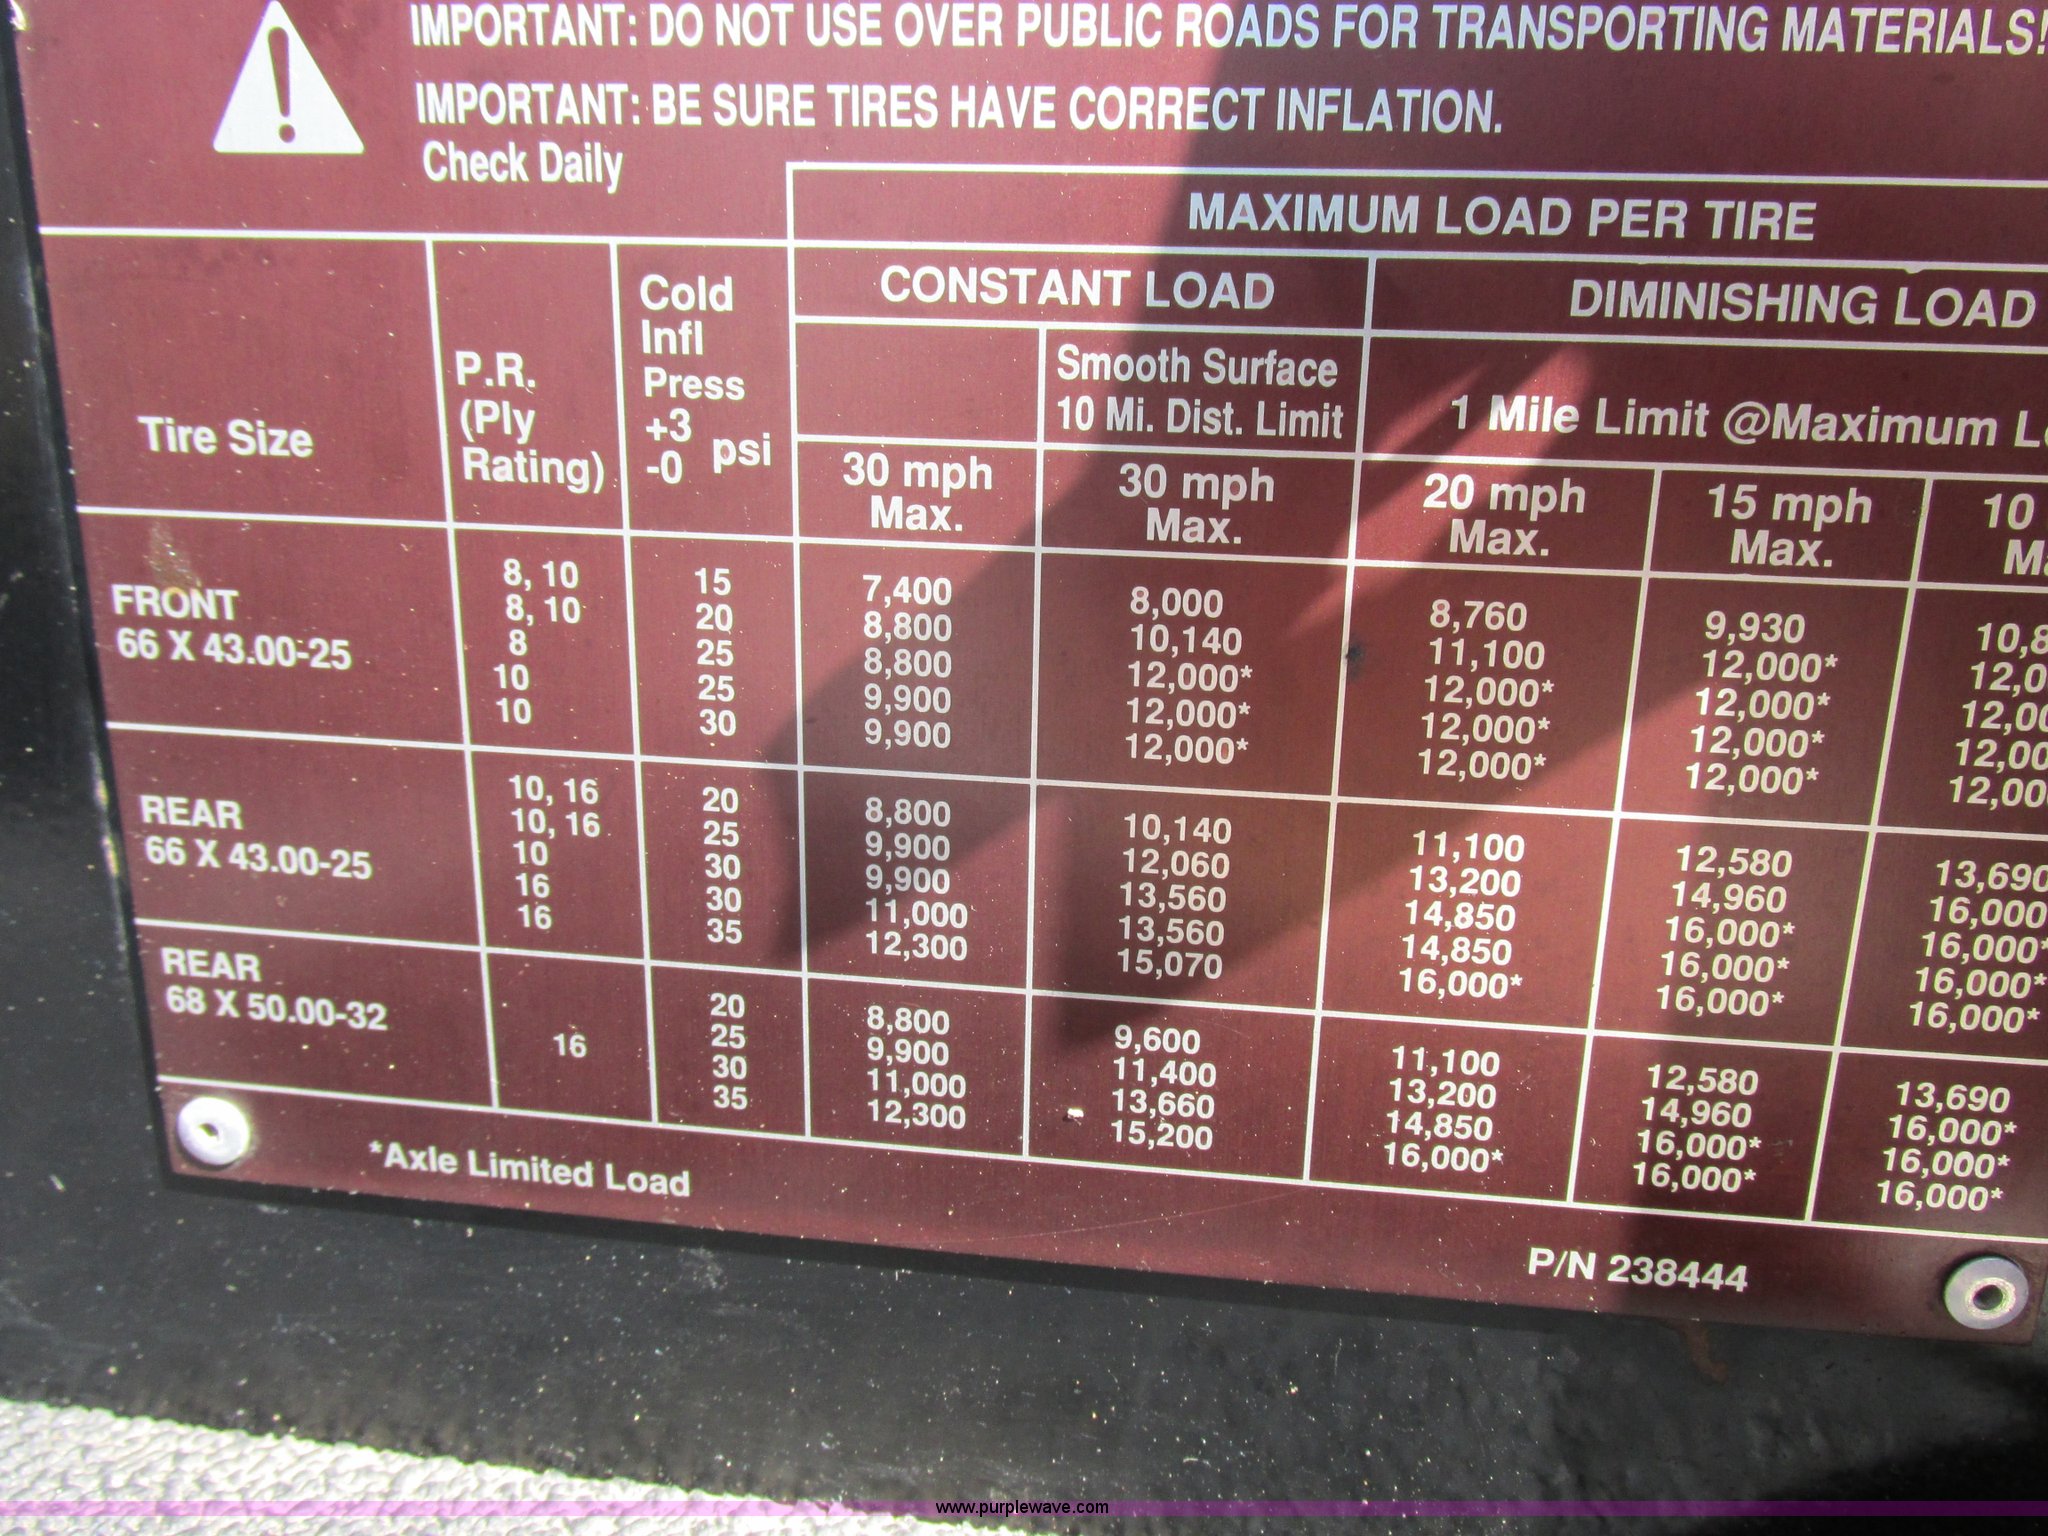 IMPORTANT: DO NOT USE OVER PUBLIC ROADS FOR TRANSPORTING MATERIALS!
IMPORTANT: BE SURE TIRES HAVE CORRECT INFLATION.
Check Daily
MAXIMUM LOAD PER TIRE
CONSTANT LOAD DIMINISHING LOAD
Tire Size
P.R.
(Ply
Rating)
Cold
Infl
Press
+3
-0 psi
Smooth Surface
10 Mi. Dist. Limit
1 Mile Limit @Maximum
30 mph
Max.
30 mph
Max.
20 mph
Max.
15 mph
Max.
10
FRONT
66 X 43.00-25
8, 10 15 7,400 8,000 8,760 9,930
8, 10 20 8,800 10,140 11,100 12,000*
8 25 8,800 12,000* 12,000* 12,000*
10 25 9,900 12,000* 12,000* 12,000*
10 30 9,900 12,000* 12,000* 12,000*
REAR
66 X 43.00-25
10, 16 20 8,800 10,140 11,100 12,580 13,690
10, 16 25 9,900 12,060 13,200 14,960 16,000
10 30 9,900 13,560 14,850 16,000* 16,000*
16 30 11,000 13,560 14,850 16,000* 16,000*
16 35 12,300 15,070 16,000* 16,000* 16,000*
REAR
68 X 50.00-32
16
20 8,800 9,600 11,100 12,580 13,690
25 9,900 11,400 13,200 14,960 16,000*
30 11,000 13,660 14,850 16,000* 16,000*
35 12,300 15,200 16,000* 16,000* 16,000*
*Axle Limited Load
P/N 238444
www.purplewave.com